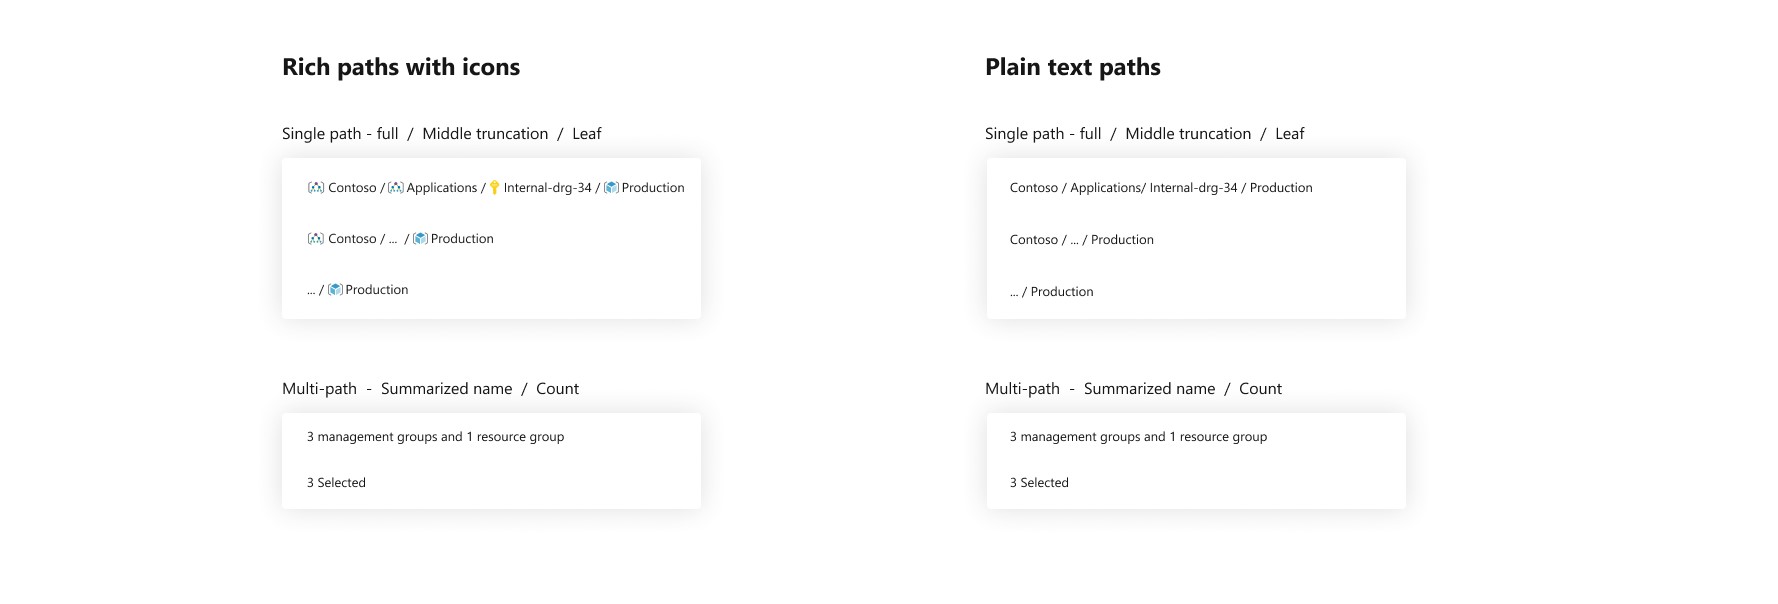 Rich paths with icons
Single path - full / Middle truncation / Leaf
Contoso / Applications / Internal-drg-34 / Production
Contoso / ... / Production
... / Production
Multi-path - Summarized name / Count
3 management groups and 1 resource group
3 Selected
Plain text paths
Single path - full / Middle truncation / Leaf
Contoso / Applications/ Internal-drg-34 / Production
Contoso / ... / Production
... / Production
Multi-path - Summarized name / Count
3 management groups and 1 resource group
3 Selected